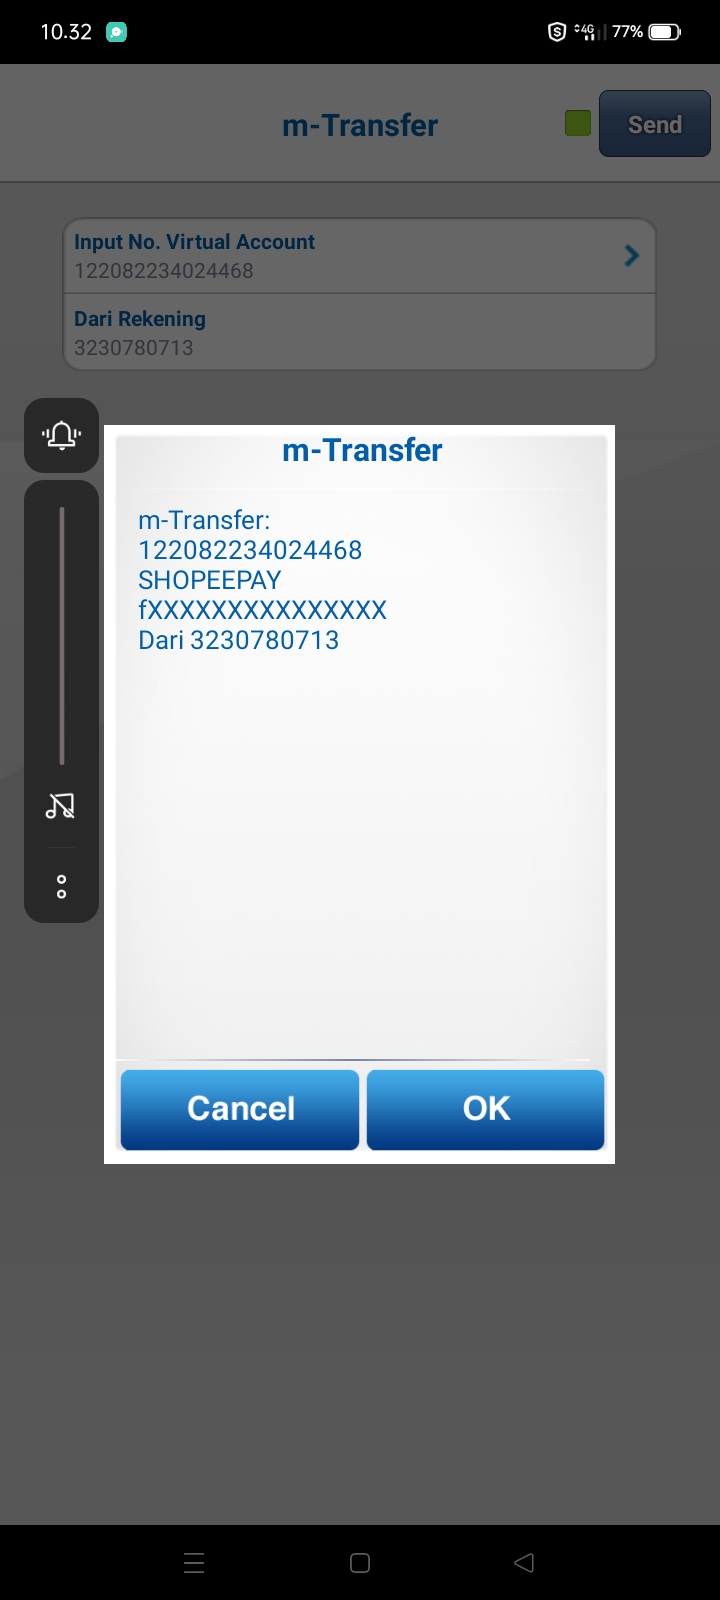 10.32
4G 77%
m-Transfer
Send
Input No. Virtual Account
122082234024468
Dari Rekening
3230780713
m-Transfer
m-Transfer:
122082234024468
SHOPEEPAY
fXXXXXXXXXXXXXXX
Dari 3230780713
Cancel
OK